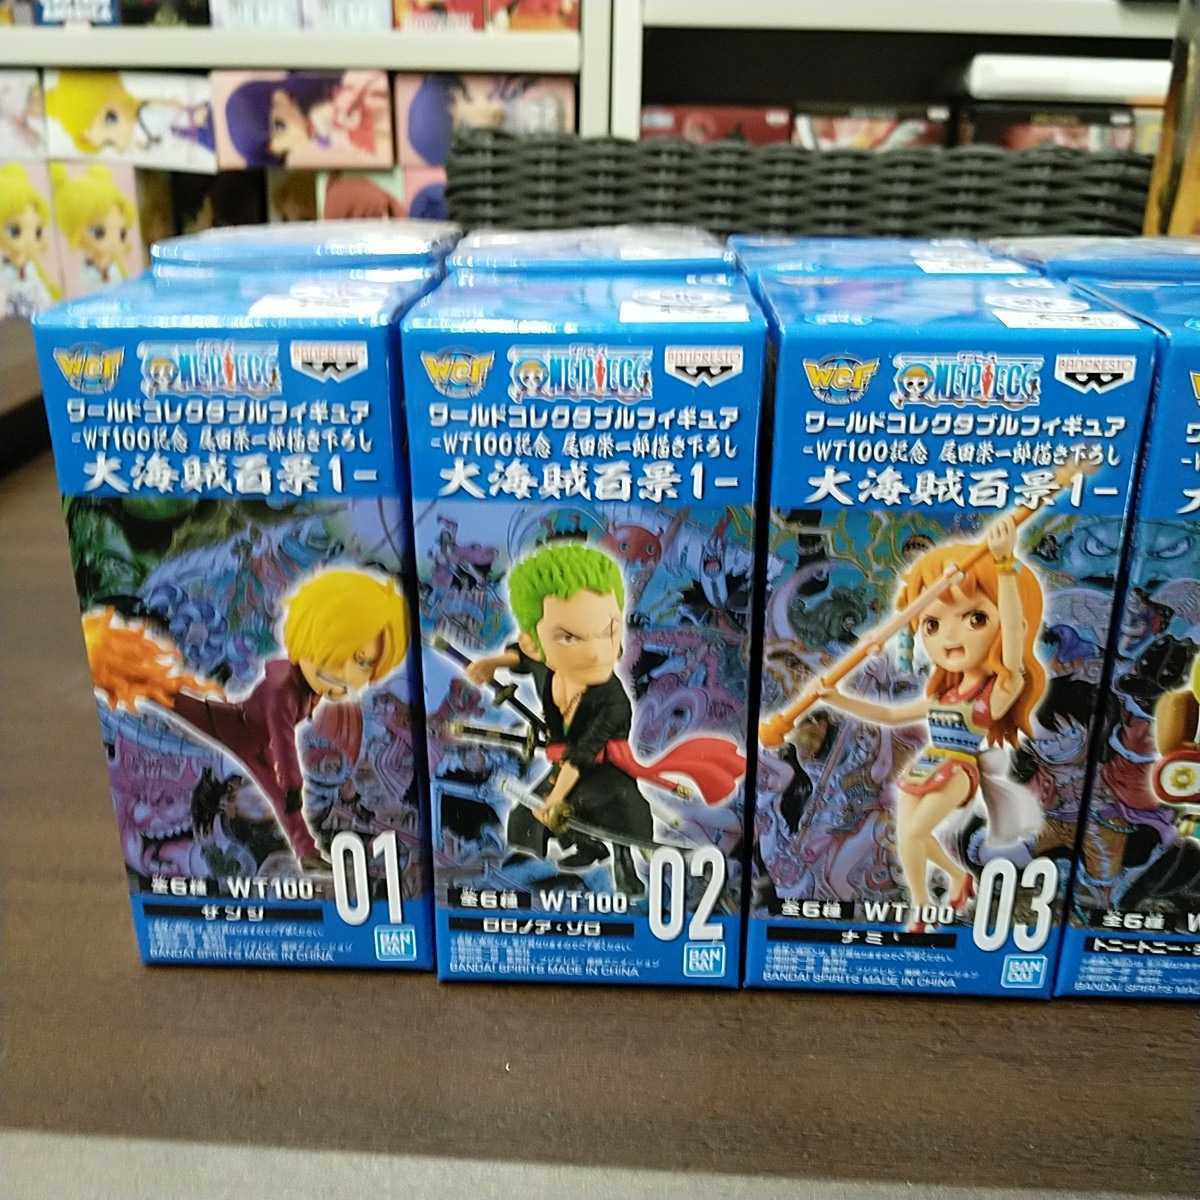 WCF ONE PIECE BANPRESTO
ワールドコレクタブルフィギュア
-WT100記念 尾田栄一郎描き下ろし
大海賊百景1-
全6種 WT100-01
サンジ
BANDAI
BANDAI SPIRITS MADE IN CHINA
WCF ONE PIECE BANPRESTO
ワールドコレクタブルフィギュア
-WT100記念 尾田栄一郎描き下ろし
大海賊百景1-
全6種 WT100-02
ロロノア・ゾロ
BANDAI
BANDAI SPIRITS MADE IN CHINA
WCF ONE PIECE BANPRESTO
ワールドコレクタブルフィギュア
-WT100記念 尾田栄一郎描き下ろし
大海賊百景1-
全6種 WT100-03
ナミ
BANDAI
BANDAI SPIRITS MADE IN CHINA
全6種
トニートニー・
BANDAI SPIRITS